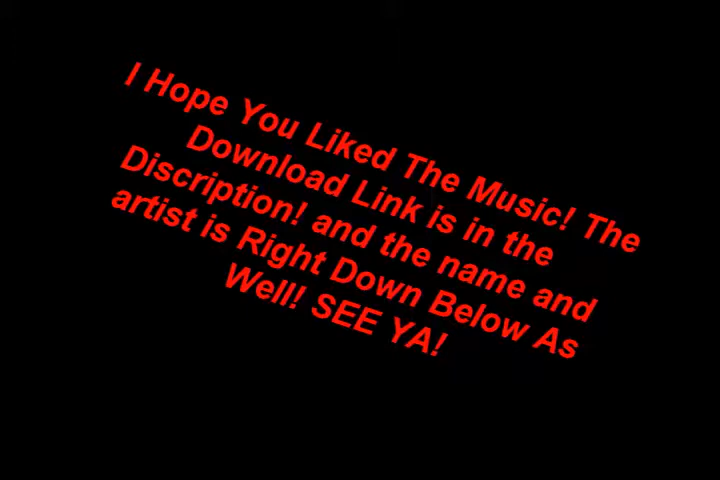 I Hope You Liked The Music! The
Download Link is in the
Discription! and the name and
artist is Right Down Below As
Well! SEE YA!